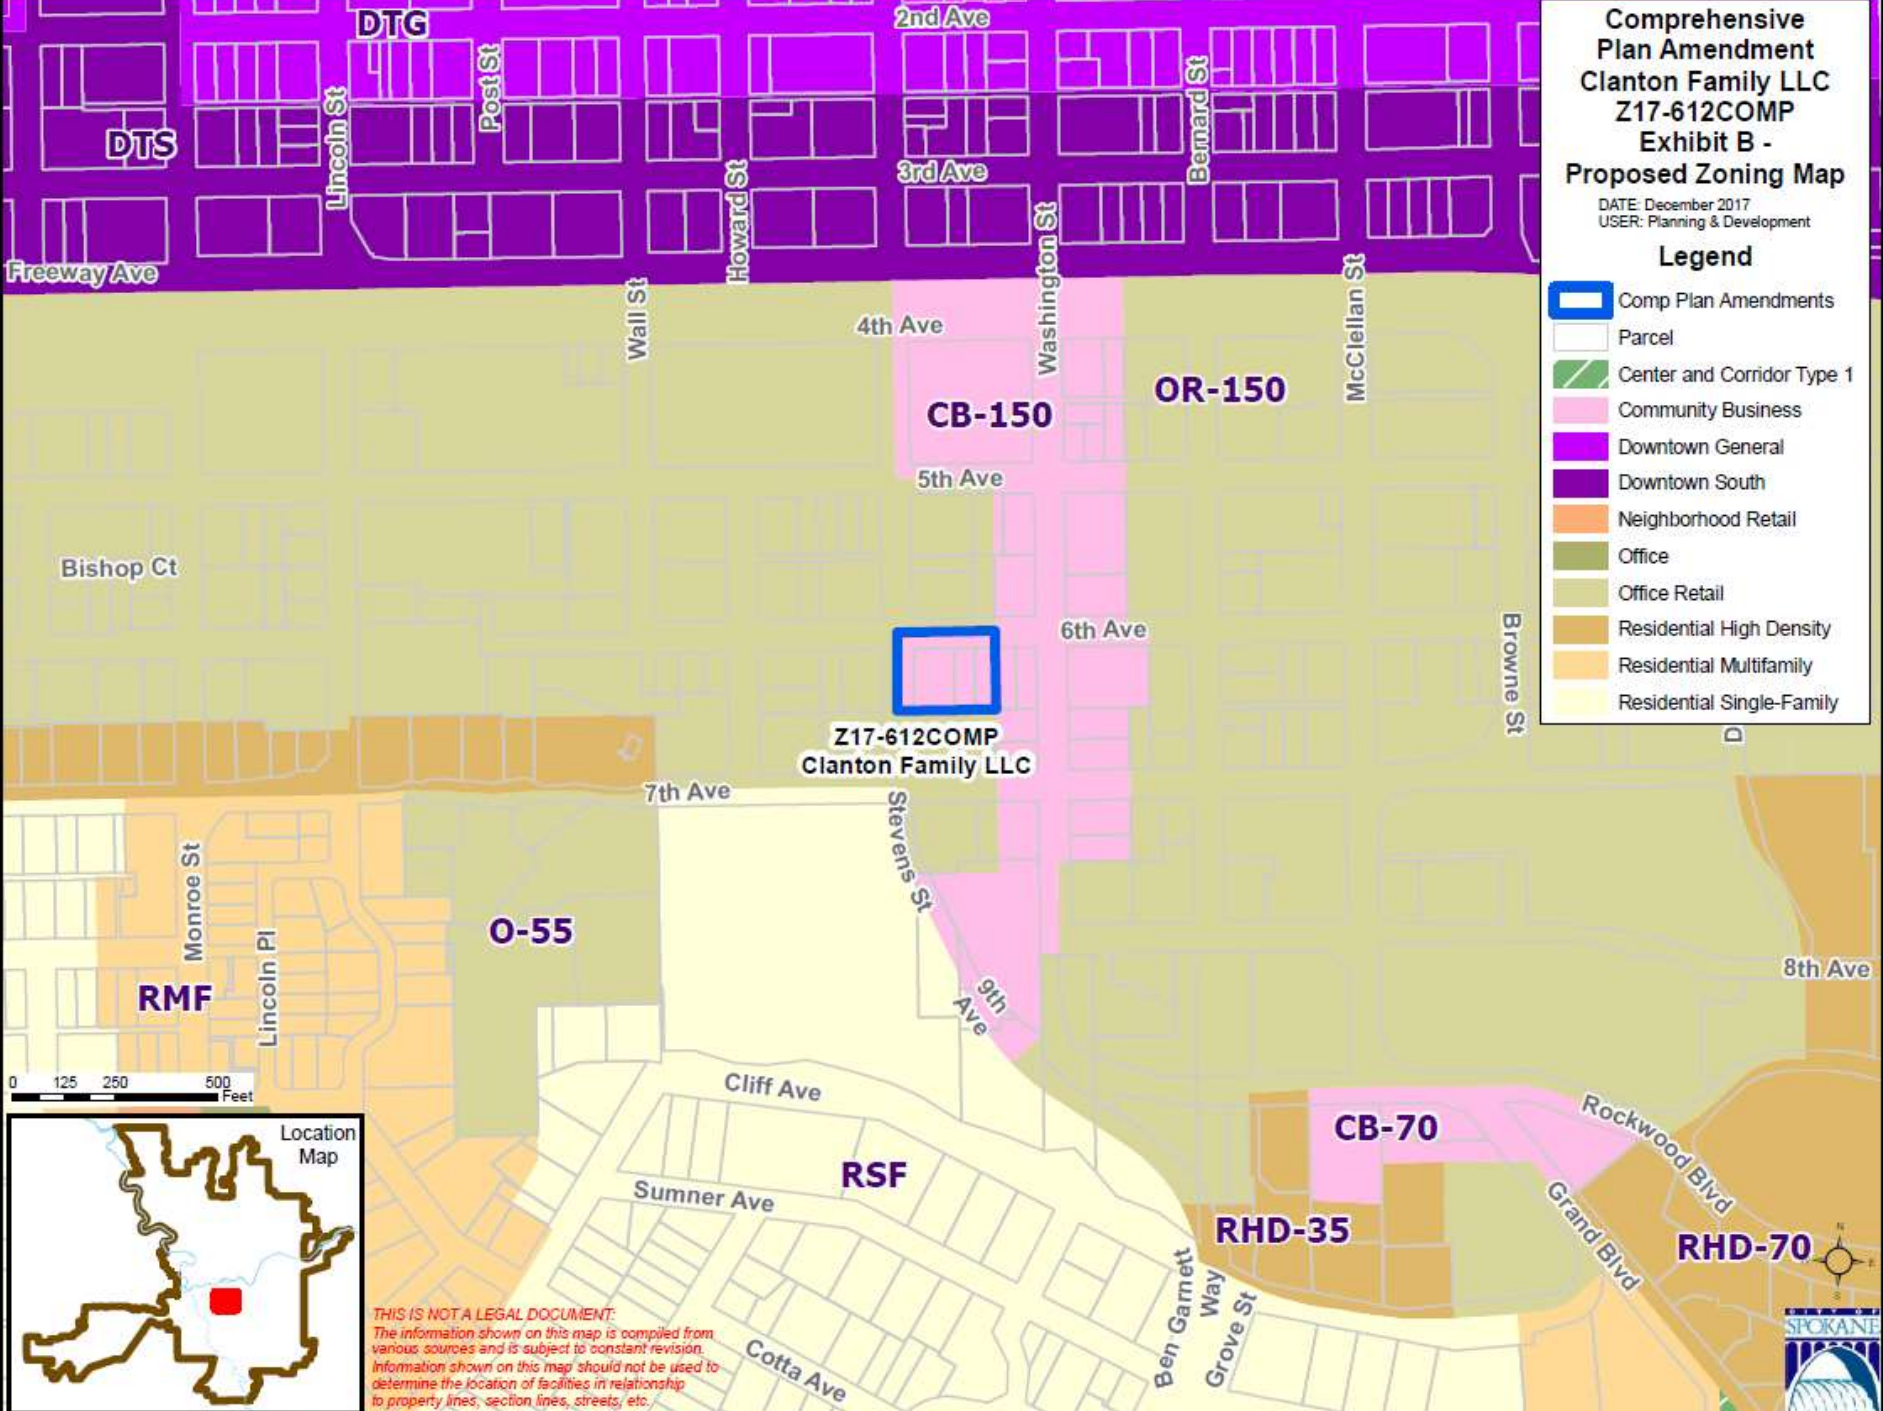 Comprehensive
Plan Amendment
Clanton Family LLC
Z17-612COMP
Exhibit B -
Proposed Zoning Map
DATE: December 2017
USER: Planning & Development
Legend
Comp Plan Amendments
Parcel
Center and Corridor Type 1
Community Business
Downtown General
Downtown South
Neighborhood Retail
Office
Office Retail
Residential High Density
Residential Multifamily
Residential Single-Family
DTG
2nd Ave
Post St
Lincoln St
Bernard St
DTS
3rd Ave
Howard St
Washington St
Freeway Ave
Wall St
4th Ave
McClellan St
CB-150
OR-150
5th Ave
Bishop Ct
6th Ave
Browne St
D
Z17-612COMP
Clanton Family LLC
7th Ave
Stevens St
Monroe St
O-55
Lincoln Pl
RMF
9th
Ave
8th Ave
0 125 250 500
Feet
Cliff Ave
CB-70
Rockwood Blvd
Location
Map
RSF
Sumner Ave
RHD-35
Grand Blvd
RHD-70
Ben Garnett
Way
Grove St
Cotta Ave
THIS IS NOT A LEGAL DOCUMENT:
The information shown on this map is compiled from
various sources and is subject to constant revision.
Information shown on this map should not be used to
determine the location of facilities in relationship
to property lines, section lines, streets, etc.
N
E
S
CITY OF
SPOKANE